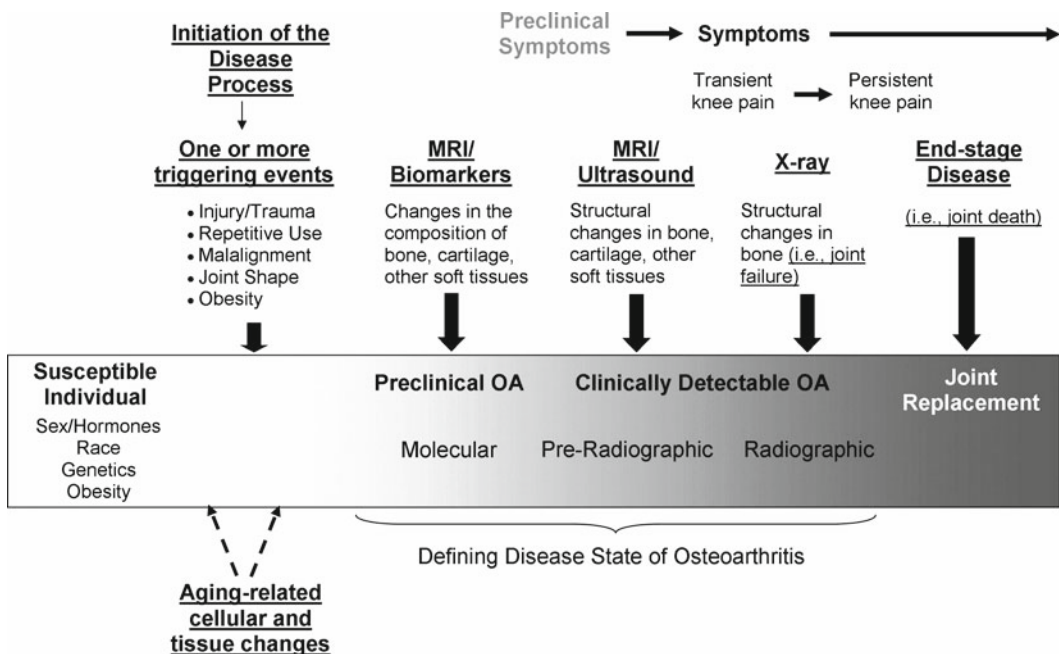 Initiation of the
Disease
Process
Preclinical
Symptoms
Symptoms
Transient
knee pain
Persistent
knee pain
One or more
triggering events
• Injury/Trauma
• Repetitive Use
• Malalignment
• Joint Shape
• Obesity
MRI/
Biomarkers
Changes in the
composition of
bone, cartilage,
other soft tissues
MRI/
Ultrasound
Structural
changes in bone,
cartilage, other
soft tissues
X-ray
Structural
changes in
bone (i.e., joint
failure)
End-stage
Disease
(i.e., joint death)
Susceptible
Individual
Sex/Hormones
Race
Genetics
Obesity
Preclinical OA
Clinically Detectable OA
Joint
Replacement
Molecular
Pre-Radiographic
Radiographic
Defining Disease State of Osteoarthritis
Aging-related
cellular and
tissue changes